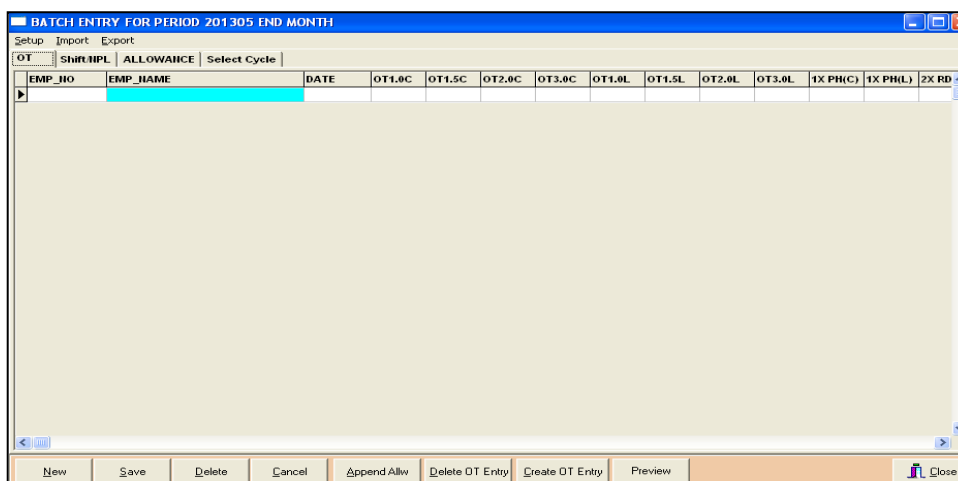 BATCH ENTRY FOR PERIOD 201305 END MONTH
Setup Import Export
OT Shift/NPL ALLOWANCE Select Cycle
EMP_NO EMP_NAME DATE OT1.0C OT1.5C OT2.0C OT3.0C OT1.0L OT1.5L OT2.0L OT3.0L 1X PH(C) 1X PH(L) 2X RD
New Save Delete Cancel Append Allw Delete OT Entry Create OT Entry Preview Close